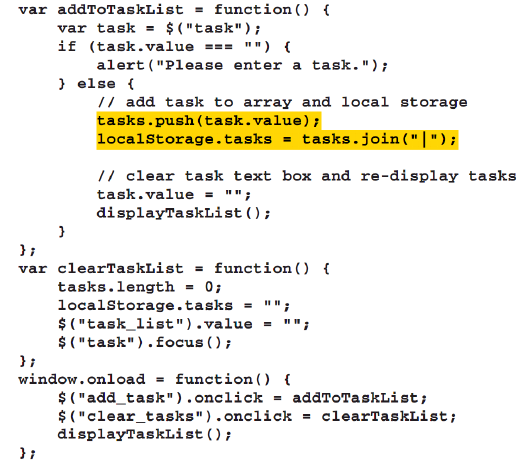 var addToTaskList = function() {
    var task = $("task");
    if (task.value === "") {
        alert("Please enter a task.");
    } else {
        // add task to array and local storage
        tasks.push(task.value);
        localStorage.tasks = tasks.join("|");

        // clear task text box and re-display tasks
        task.value = "";
        displayTaskList();
    }
};
var clearTaskList = function() {
    tasks.length = 0;
    localStorage.tasks = "";
    $("task_list").value = "";
    $("task").focus();
};
window.onload = function() {
    $("add_task").onclick = addToTaskList;
    $("clear_tasks").onclick = clearTaskList;
    displayTaskList();
};